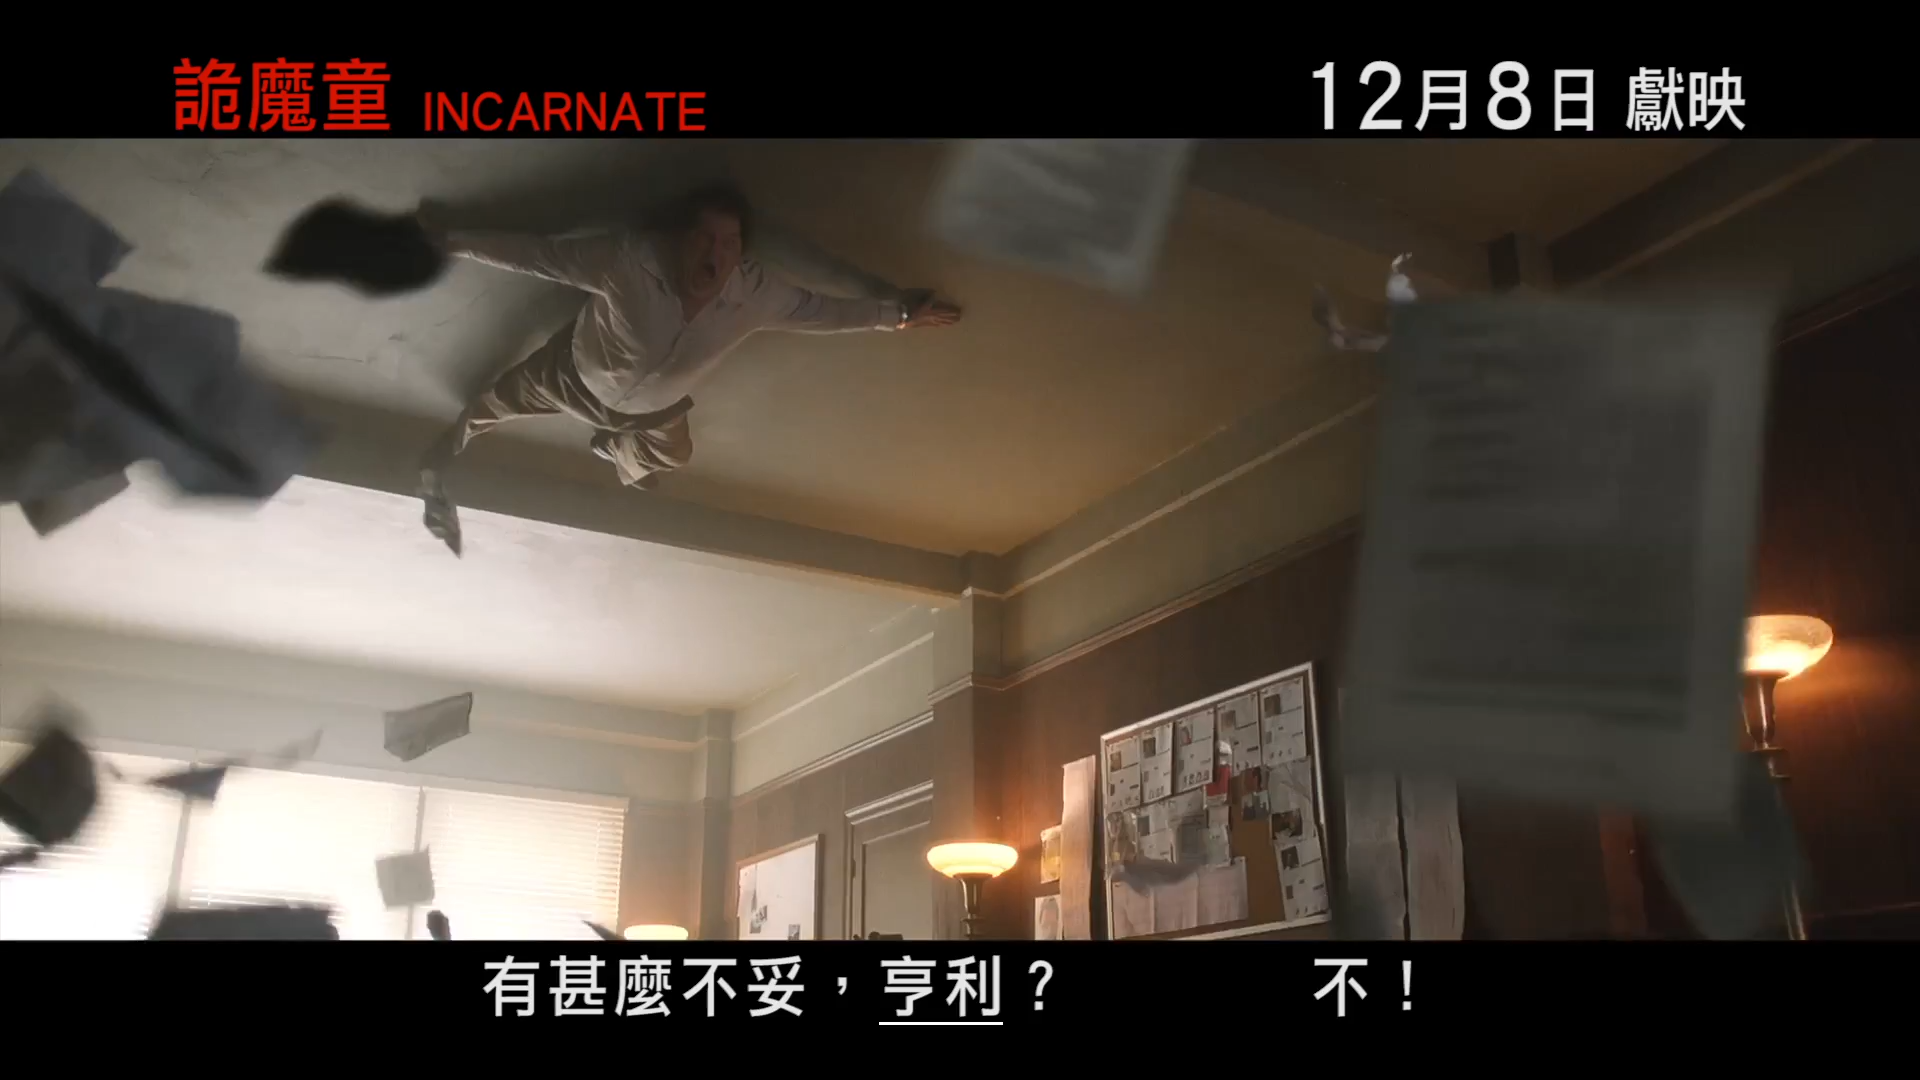 詭魔童 INCARNATE
12月8日 獻映
有甚麼不妥，亨利？ 不！